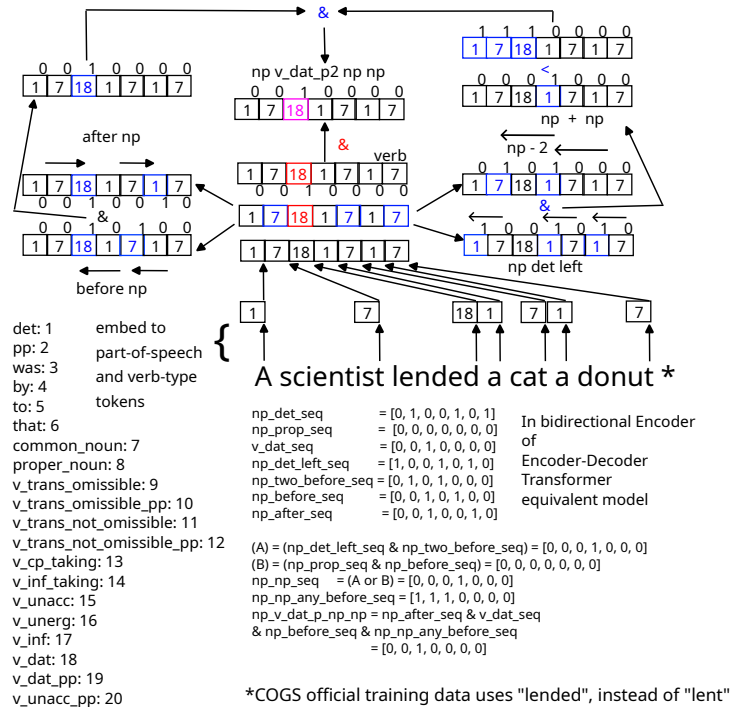 &
0 0 1 0 0 0 0
1 7 18 1 7 1 7
after np
1 7 18 1 7 1 7
0 0 1 0 0 1 0
&
0 0 1 0 1 0 0
1 7 18 1 7 1 7
before np
np v_dat_p2 np np
0 0 1 0 0 0 0
1 7 18 1 7 1 7
&
verb
1 7 18 1 7 1 7
0 0 1 0 0 0 0
1 7 18 1 7 1 7
1 7 18 1 7 1 7
1 1 1 0 0 0 0
1 7 18 1 7 1 7
<
0 0 0 1 0 0 0
1 7 18 1 7 1 7
np + np
np - 2
0 1 0 1 0 0 0
1 7 18 1 7 1 7
&
1 0 0 1 0 1 0
1 7 18 1 7 1 7
np det left
1 7 18 1 7 1 7
embed to
part-of-speech
and verb-type
tokens
{
A scientist lended a cat a donut *
det: 1
pp: 2
was: 3
by: 4
to: 5
that: 6
common_noun: 7
proper_noun: 8
v_trans_omissible: 9
v_trans_omissible_pp: 10
v_trans_not_omissible: 11
v_trans_not_omissible_pp: 12
v_cp_taking: 13
v_inf_taking: 14
v_unacc: 15
v_unerg: 16
v_inf: 17
v_dat: 18
v_dat_pp: 19
v_unacc_pp: 20
np_det_seq = [0, 1, 0, 0, 1, 0, 1]
np_prop_seq = [0, 0, 0, 0, 0, 0, 0]
v_dat_seq = [0, 0, 1, 0, 0, 0, 0]
np_det_left_seq = [1, 0, 0, 1, 0, 1, 0]
np_two_before_seq = [0, 1, 0, 1, 0, 0, 0]
np_before_seq = [0, 0, 1, 0, 1, 0, 0]
np_after_seq = [0, 0, 1, 0, 0, 1, 0]
In bidirectional Encoder
of
Encoder-Decoder
Transformer
equivalent model
(A) = (np_det_left_seq & np_two_before_seq) = [0, 0, 0, 1, 0, 0, 0]
(B) = (np_prop_seq & np_before_seq) = [0, 0, 0, 0, 0, 0, 0]
np_np_seq = (A or B) = [0, 0, 0, 1, 0, 0, 0]
np_np_any_before_seq = [1, 1, 1, 0, 0, 0, 0]
np_v_dat_p_np_np = np_after_seq & v_dat_seq
& np_before_seq & np_np_any_before_seq
= [0, 0, 1, 0, 0, 0, 0]
*COGS official training data uses "lended", instead of "lent"